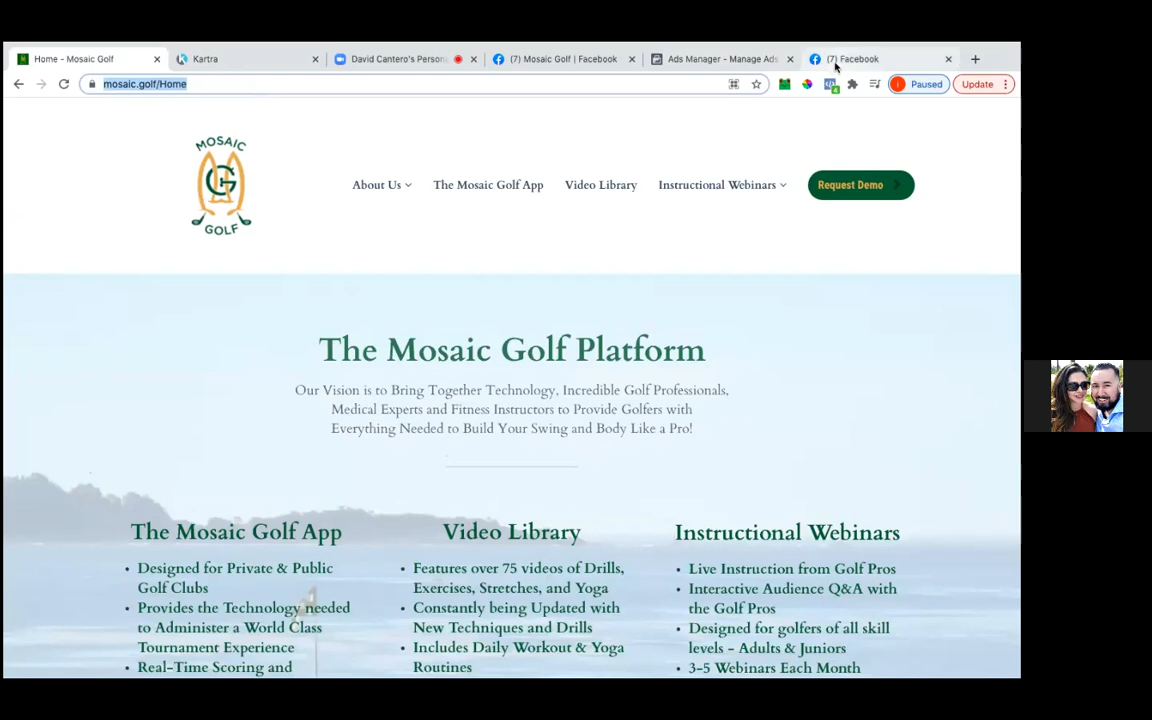 Home - Mosaic Golf
Kartra
David Cantero's Persona
(7) Mosaic Golf | Facebook
Ads Manager - Manage Ads
(7) Facebook
mosaic.golf/Home
Paused
Update
MOSAIC
GOLF
About Us
The Mosaic Golf App
Video Library
Instructional Webinars
Request Demo
The Mosaic Golf Platform
Our Vision is to Bring Together Technology, Incredible Golf Professionals,
Medical Experts and Fitness Instructors to Provide Golfers with
Everything Needed to Build Your Swing and Body Like a Pro!
The Mosaic Golf App
• Designed for Private & Public
Golf Clubs
• Provides the Technology needed
to Administer a World Class
Tournament Experience
• Real-Time Scoring and
Video Library
• Features over 75 videos of Drills,
Exercises, Stretches, and Yoga
• Constantly being Updated with
New Techniques and Drills
• Includes Daily Workout & Yoga
Routines
Instructional Webinars
• Live Instruction from Golf Pros
• Interactive Audience Q&A with
the Golf Pros
• Designed for golfers of all skill
levels - Adults & Juniors
• 3-5 Webinars Each Month